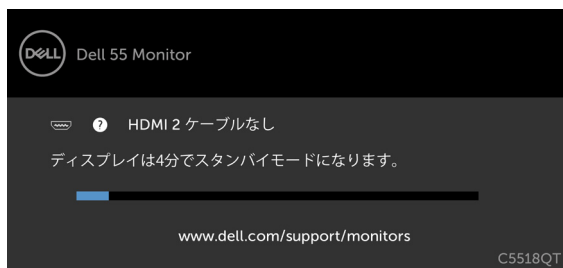 DELL
Dell 55 Monitor
? HDMI 2 ケーブルなし
ディスプレイは4分でスタンバイモードになります。
www.dell.com/support/monitors
C5518QT